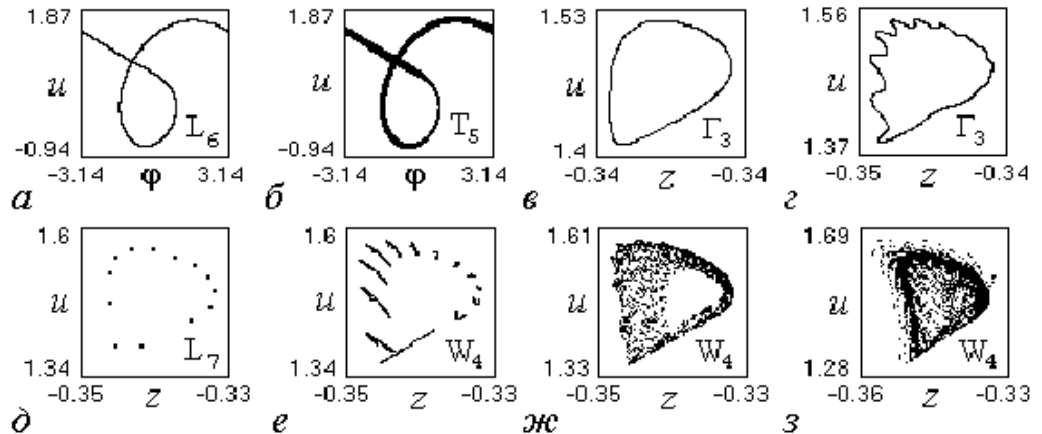 1.87
u
L₆
-0.94
-3.14 φ 3.14
а
1.87
u
T₅
-0.94
-3.14 φ 3.14
б
1.53
u
Γ₃
1.4
-0.34 z -0.34
в
1.56
u
Γ₃
1.37
-0.35 z -0.34
г
1.6
u
L₇
1.34
-0.35 z -0.33
д
1.6
u
W₄
1.34
-0.35 z -0.33
е
1.61
u
W₄
1.33
-0.35 z -0.33
ж
1.69
u
W₄
1.28
-0.36 z -0.33
з